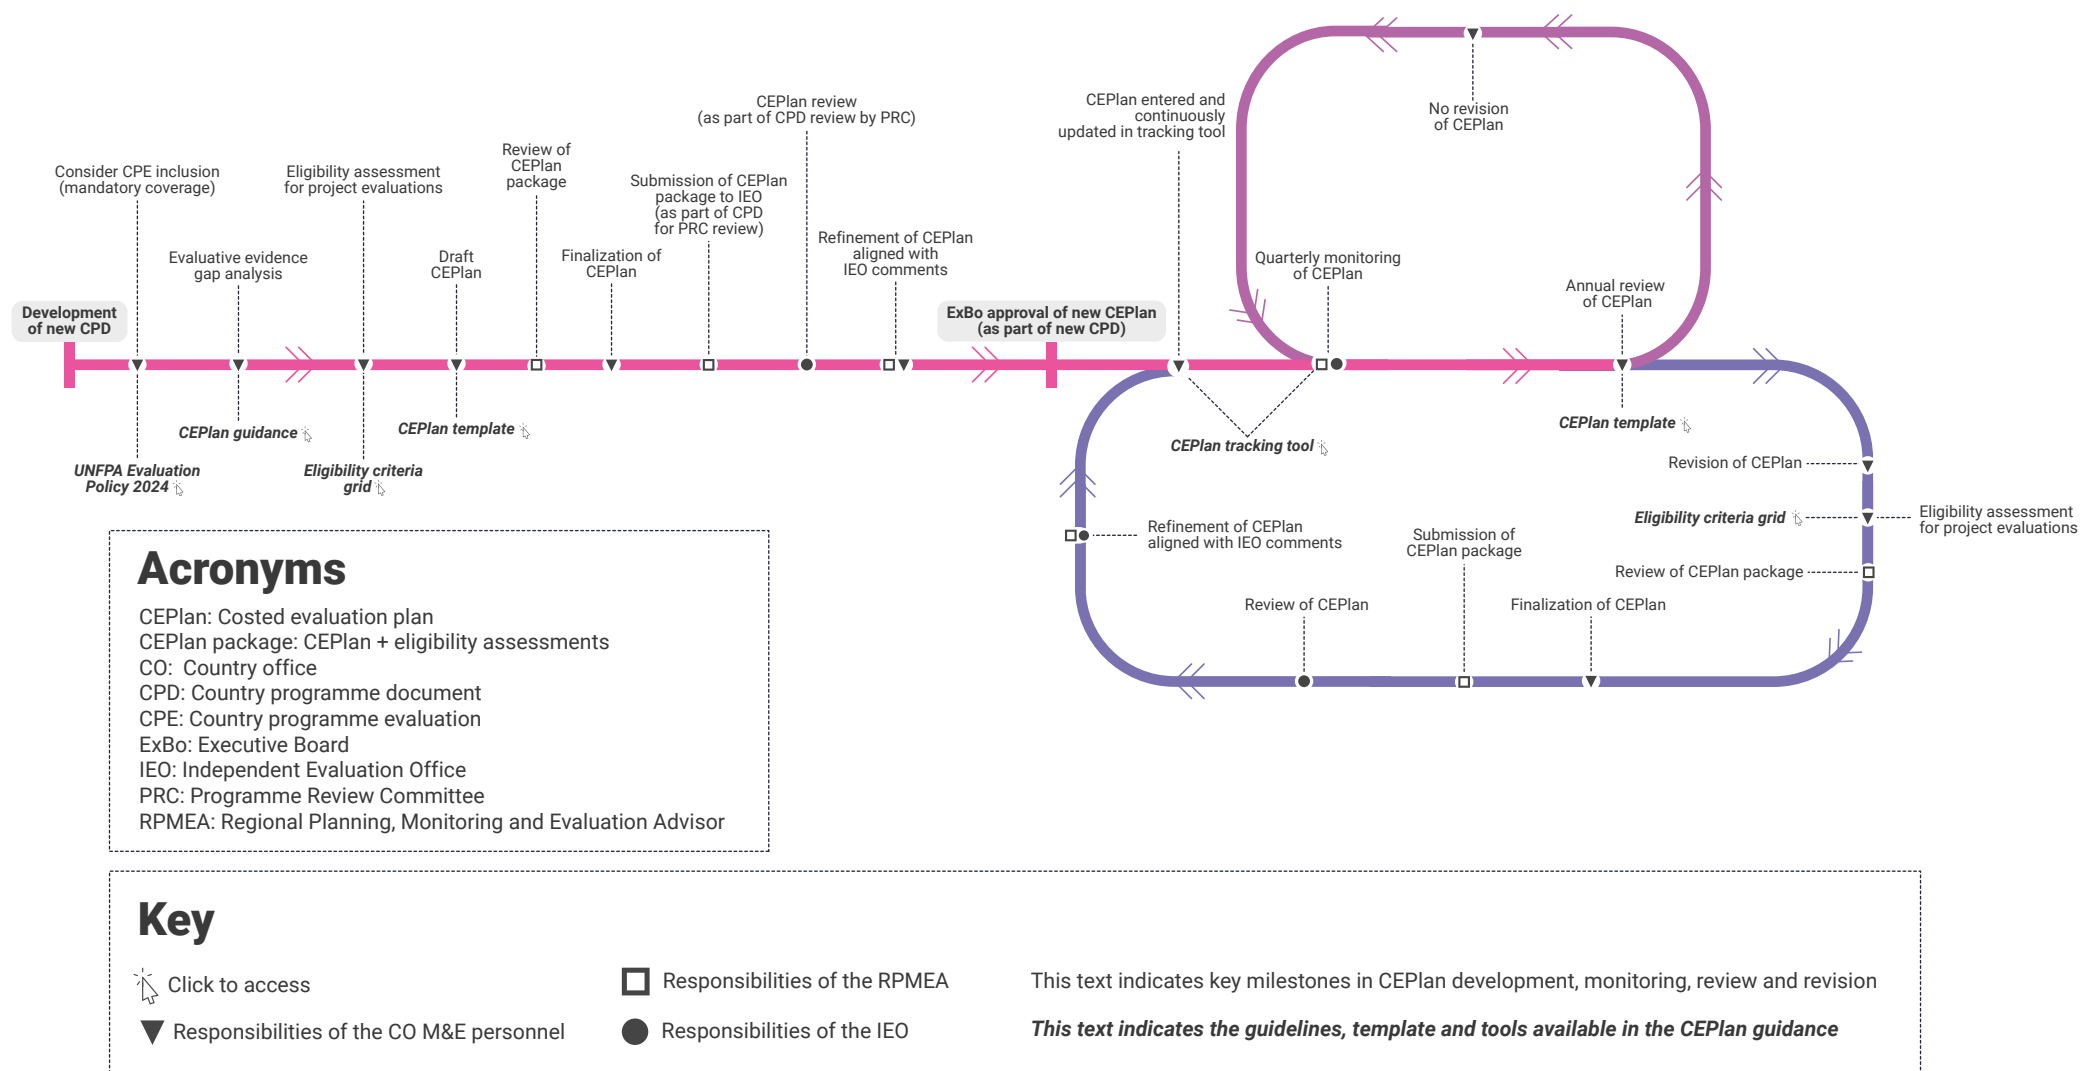 CEPlan review
(as part of CPD review by PRC)
CEPlan entered and
continuously
updated in tracking tool
No revision
of CEPlan
Consider CPE inclusion
(mandatory coverage)
Eligibility assessment
for project evaluations
Review of
CEPlan
package
Submission of CEPlan
package to IEO
(as part of CPD
for PRC review)
Evaluative evidence
gap analysis
Draft
CEPlan
Finalization of
CEPlan
Refinement of CEPlan
aligned with
IEO comments
Quarterly monitoring
of CEPlan
Annual review
of CEPlan
Development
of new CPD
ExBo approval of new CEPlan
(as part of new CPD)
CEPlan guidance
CEPlan template
UNFPA Evaluation
Policy 2024
Eligibility criteria
grid
CEPlan tracking tool
CEPlan template
Revision of CEPlan
Eligibility criteria grid
Eligibility assessment
for project evaluations
Review of CEPlan package
Finalization of CEPlan
Submission of
CEPlan package
Review of CEPlan
Refinement of CEPlan
aligned with IEO comments
Acronyms
CEPlan: Costed evaluation plan
CEPlan package: CEPlan + eligibility assessments
CO: Country office
CPD: Country programme document
CPE: Country programme evaluation
ExBo: Executive Board
IEO: Independent Evaluation Office
PRC: Programme Review Committee
RPMEA: Regional Planning, Monitoring and Evaluation Advisor
Key
Click to access
Responsibilities of the CO M&E personnel
Responsibilities of the RPMEA
Responsibilities of the IEO
This text indicates key milestones in CEPlan development, monitoring, review and revision
This text indicates the guidelines, template and tools available in the CEPlan guidance